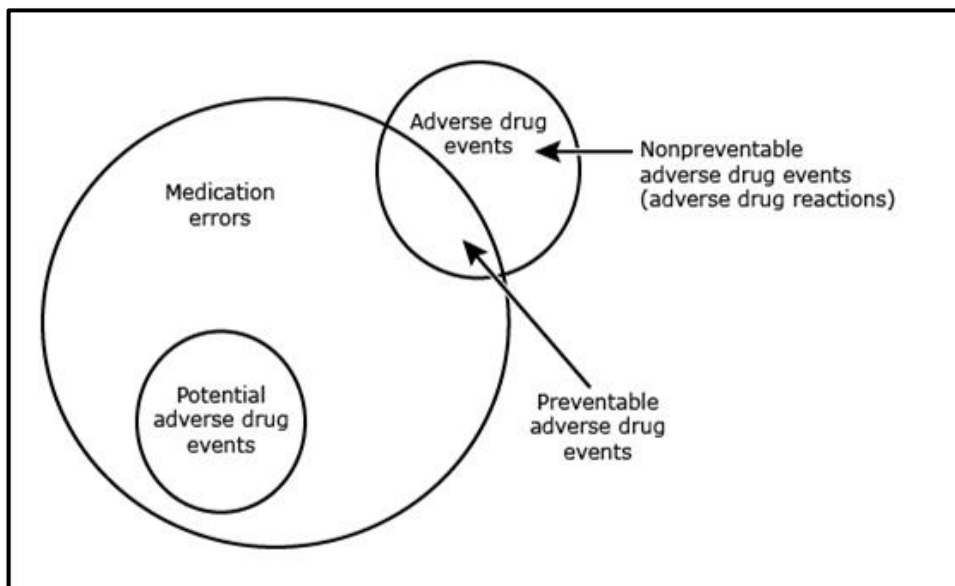 Adverse drug
events
Nonpreventable
adverse drug events
(adverse drug reactions)
Medication
errors
Potential
adverse drug
events
Preventable
adverse drug
events